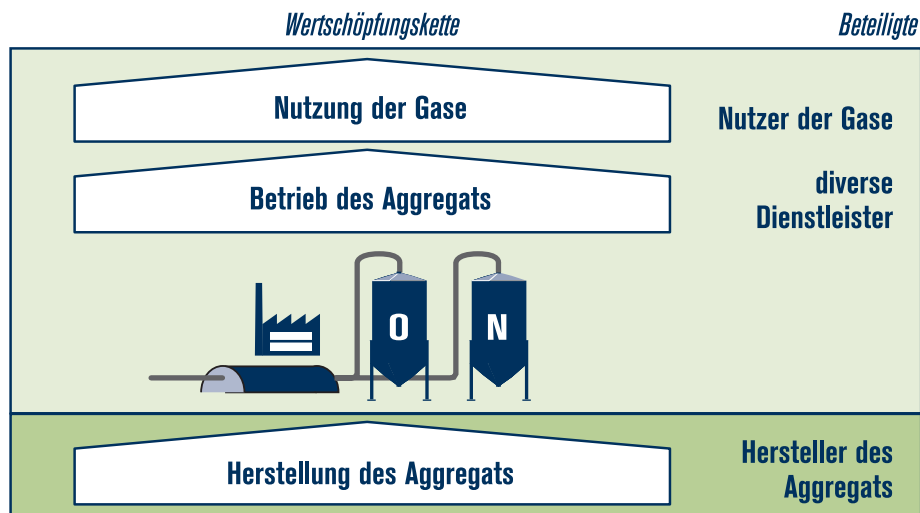 Wertschöpfungskette
Beteiligte
Nutzung der Gase
Nutzer der Gase
Betrieb des Aggregats
diverse
Dienstleister
O
N
Herstellung des Aggregats
Hersteller des
Aggregats